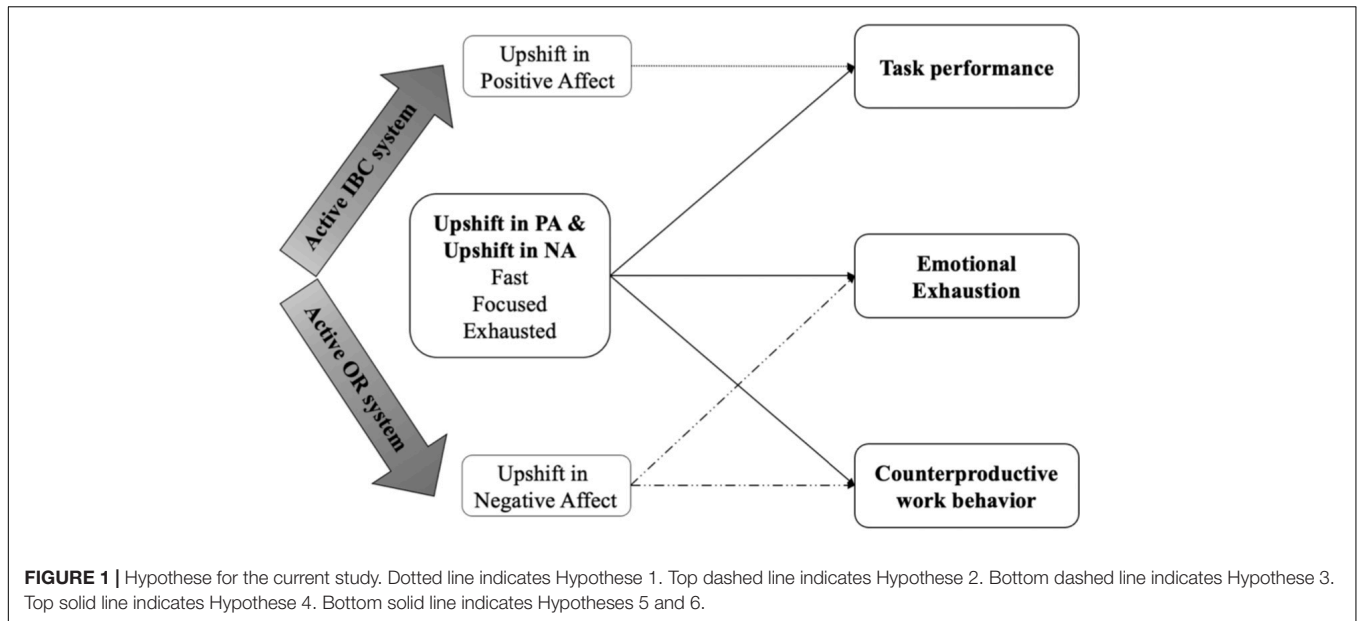 Upshift in
Positive Affect
Task performance
Active IBC system
Upshift in PA &
Upshift in NA
Fast
Focused
Exhausted
Emotional
Exhaustion
Active OR system
Upshift in
Negative Affect
Counterproductive
work behavior
FIGURE 1 | Hypothese for the current study. Dotted line indicates Hypothese 1. Top dashed line indicates Hypothese 2. Bottom dashed line indicates Hypothese 3.
Top solid line indicates Hypothese 4. Bottom solid line indicates Hypotheses 5 and 6.